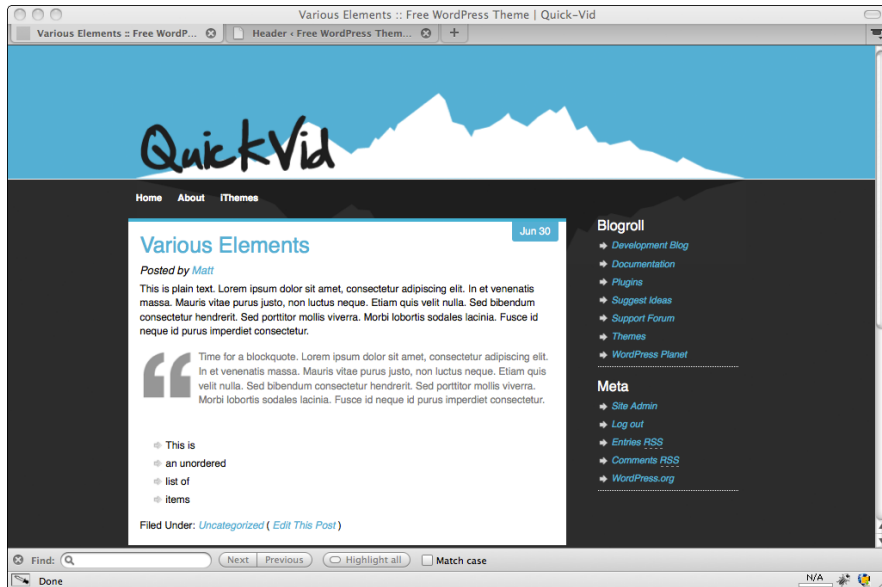 Various Elements :: Free WordPress Theme | Quick-Vid
Various Elements :: Free WordP...
Header ‹ Free WordPress Them...
QuickVid
Home About iThemes
Jun 30
Various Elements
Posted by Matt
This is plain text. Lorem ipsum dolor sit amet, consectetur adipiscing elit. In et venenatis
massa. Mauris vitae purus justo, non luctus neque. Etiam quis velit nulla. Sed bibendum
consectetur hendrerit. Sed porttitor mollis viverra. Morbi lobortis sodales lacinia. Fusce id
neque id purus imperdiet consectetur.
Time for a blockquote. Lorem ipsum dolor sit amet, consectetur adipiscing elit.
In et venenatis massa. Mauris vitae purus justo, non luctus neque. Etiam quis
velit nulla. Sed bibendum consectetur hendrerit. Sed porttitor mollis viverra.
Morbi lobortis sodales lacinia. Fusce id neque id purus imperdiet consectetur.
This is
an unordered
list of
items
Filed Under: Uncategorized ( Edit This Post )
Blogroll
Development Blog
Documentation
Plugins
Suggest Ideas
Support Forum
Themes
WordPress Planet
Meta
Site Admin
Log out
Entries RSS
Comments RSS
WordPress.org
Find: Next Previous Highlight all Match case
Done N/A